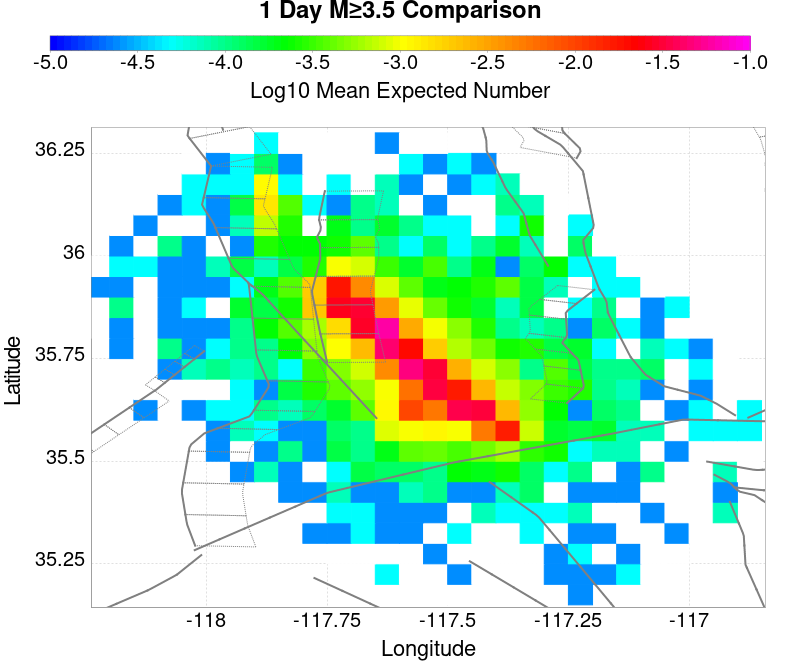 1 Day M≥3.5 Comparison
-5.0 -4.5 -4.0 -3.5 -3.0 -2.5 -2.0 -1.5 -1.0
Log10 Mean Expected Number
36.25
36
35.75
35.5
35.25
Latitude
-118 -117.75 -117.5 -117.25 -117
Longitude